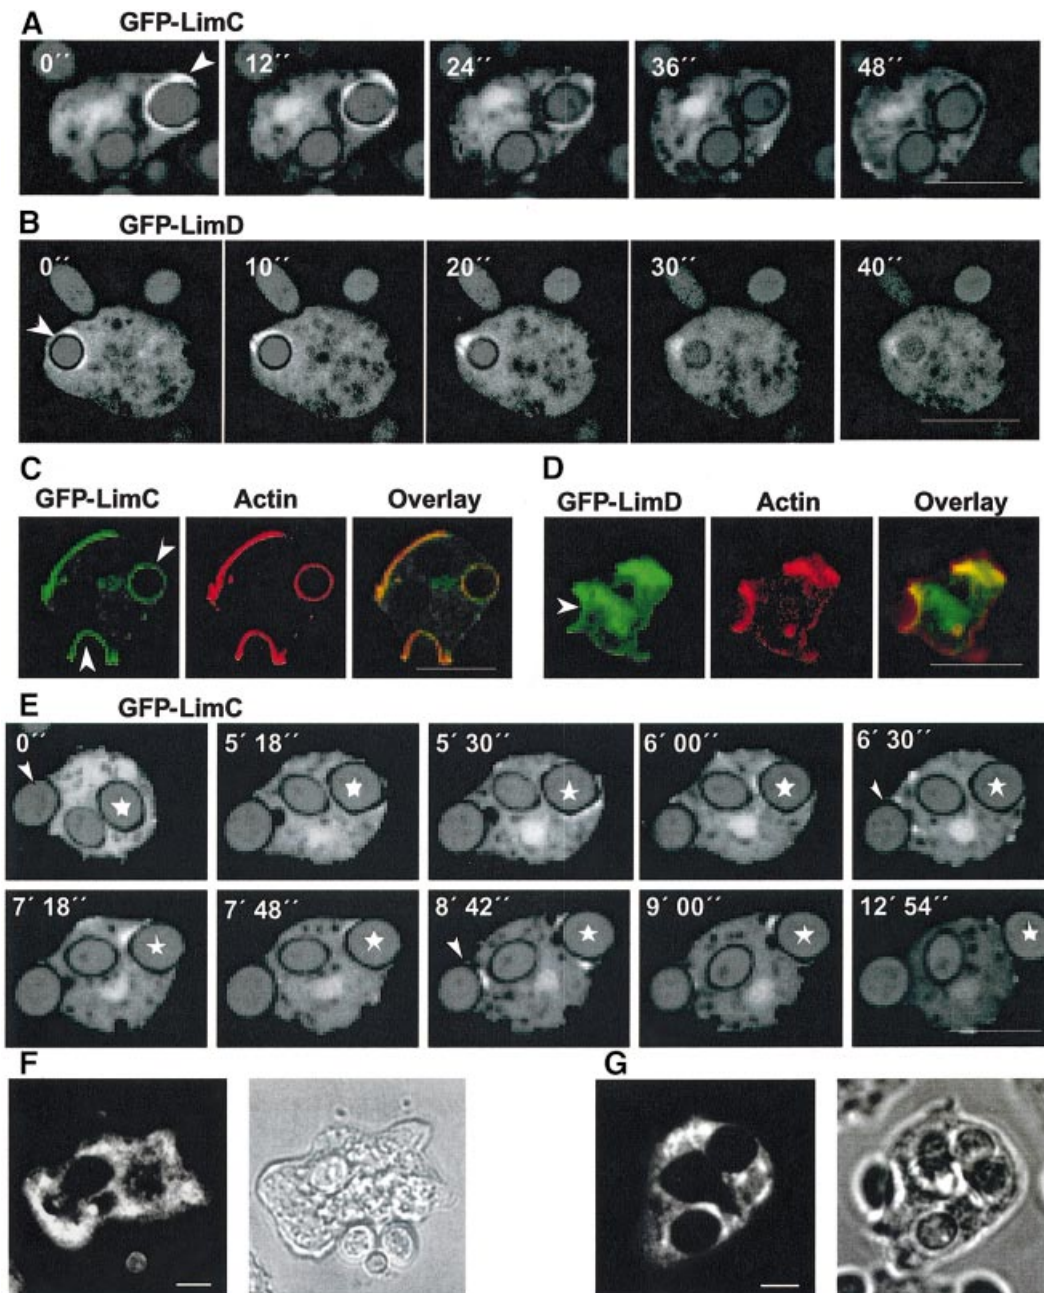 A GFP-LimC
0´´ 12´´ 24´´ 36´´ 48´´
B GFP-LimD
0´´ 10´´ 20´´ 30´´ 40´´
C D
GFP-LimC Actin Overlay GFP-LimD Actin Overlay
E GFP-LimC
0´´ 5´ 18´´ 5´ 30´´ 6´ 00´´ 6´ 30´´
7´ 18´´ 7´ 48´´ 8´ 42´´ 9´ 00´´ 12´ 54´´
F G